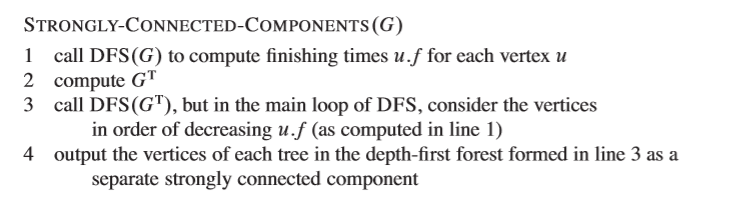 STRONGLY-CONNECTED-COMPONENTS(G)
1 call DFS(G) to compute finishing times u.f for each vertex u
2 compute Gᵀ
3 call DFS(Gᵀ), but in the main loop of DFS, consider the vertices
in order of decreasing u.f (as computed in line 1)
4 output the vertices of each tree in the depth-first forest formed in line 3 as a
separate strongly connected component